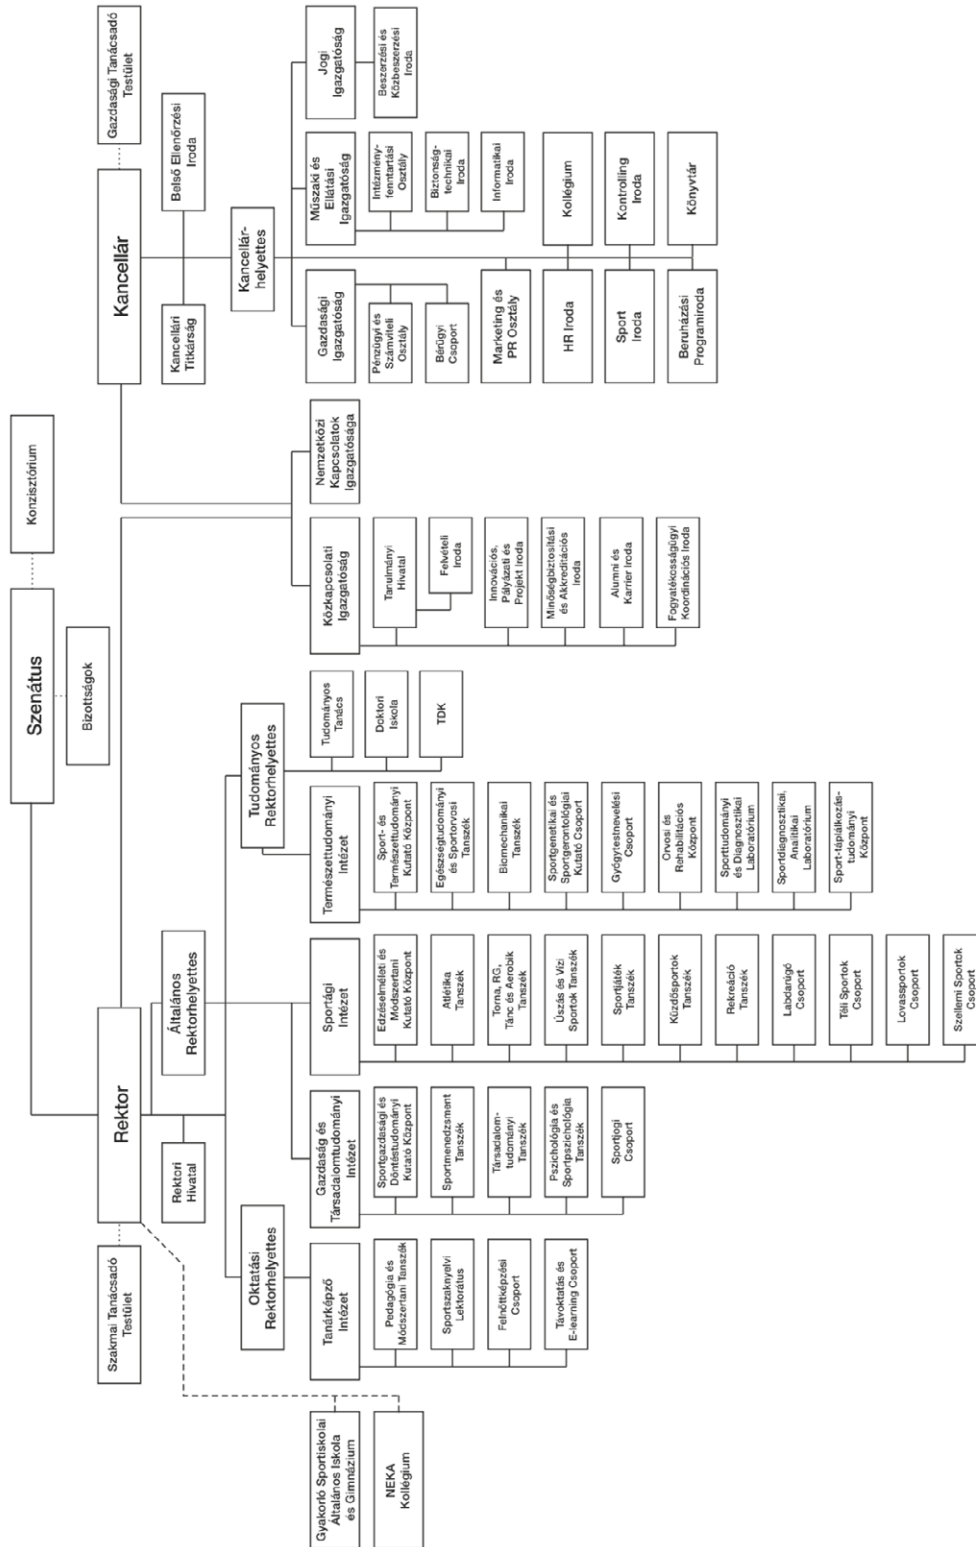 Szenátus
Konzisztórium
Bizottságok
Szakmai Tanácsadó
Testület
Rektor
Kancellár
Gazdasági Tanácsadó
Testület
Rektori
Hivatal
Általános
Rektorhelyettes
Kancellári
Titkárság
Belső Ellenőrzési
Iroda
Oktatási
Rektorhelyettes
Tudományos
Rektorhelyettes
Kancellár-
helyettes
Gyakorló Sportiskolai
Általános Iskola
és Gimnázium
NEKA
Kollégium
Tanárképző
Intézet
Pedagógia és
Módszertani Tanszék
Sportszaknyelvi
Lektorátus
Felnőttképzési
Csoport
Távoktatás és
E-learning Csoport
Gazdaság és
Társadalomtudományi
Intézet
Sportgazdasági és
Döntéstudományi
Kutató Központ
Sportmenedzsment
Tanszék
Társadalom-
tudományi
Tanszék
Pszichológia és
Sportpszichológia
Tanszék
Sportjogi
Csoport
Sportági
Intézet
Edzéselméleti és
Módszertani
Kutató Központ
Atlétika
Tanszék
Torna, RG,
Tánc és Aerobik
Tanszék
Úszás és Vízi
Sportok Tanszék
Sportjáték
Tanszék
Küzdősportok
Tanszék
Rekreáció
Tanszék
Labdarúgó
Csoport
Téli Sportok
Csoport
Lovassportok
Csoport
Szellemi Sportok
Csoport
Természettudományi
Intézet
Sport- és
Természettudományi
Kutató Központ
Egészségtudományi
és Sportorvosi
Tanszék
Biomechanikai
Tanszék
Sportgenetikai és
Sportgerontológiai
Kutató Csoport
Gyógytestnevelési
Csoport
Orvosi és
Rehabilitációs
Központ
Sporttudományi
és Diagnosztikai
Laboratórium
Sportdiagnosztikai,
Analitikai
Laboratórium
Sport-táplálkozás-
tudományi
Központ
Tudományos
Tanács
Doktori
Iskola
TDK
Közkapcsolati
Igazgatóság
Tanulmányi
Hivatal
Felvételi
Iroda
Innovációs,
Pályázati és
Projekt Iroda
Minőségbiztosítási
és Akkreditációs
Iroda
Alumni és
Karrier Iroda
Fogyatékosságügyi
Koordinációs Iroda
Nemzetközi
Kapcsolatok
Igazgatósága
Gazdasági
Igazgatóság
Pénzügyi és
Számviteli
Osztály
Bérügyi
Csoport
Műszaki és
Ellátási
Igazgatóság
Intézmény-
fenntartási
Osztály
Biztonság-
technikai
Iroda
Informatikai
Iroda
Jogi
Igazgatóság
Beszerzési és
Közbeszerzési
Iroda
Marketing és
PR Osztály
HR Iroda
Kollégium
Sport
Iroda
Kontrolling
Iroda
Beruházási
Programiroda
Könyvtár